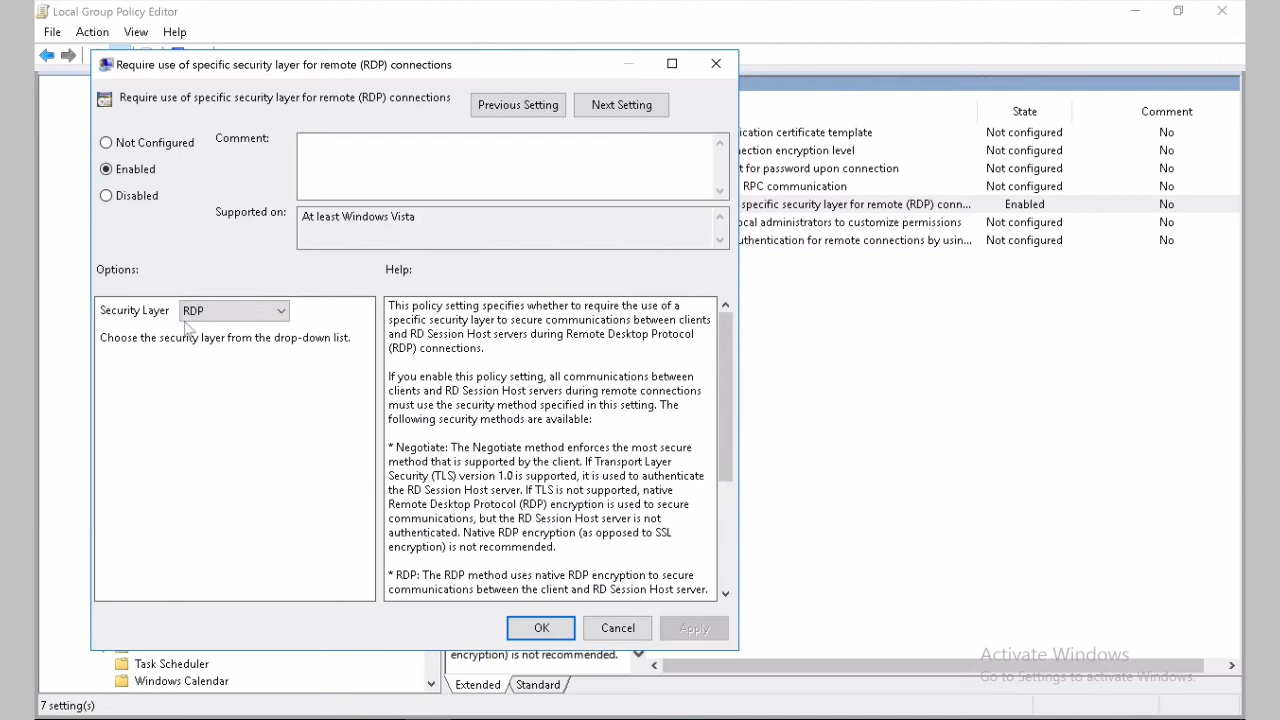 Local Group Policy Editor
File Action View Help
Require use of specific security layer for remote (RDP) connections
Require use of specific security layer for remote (RDP) connections
Previous Setting
Next Setting
Not Configured
Comment:
Enabled
Disabled
Supported on:
At least Windows Vista
Options:
Help:
Security Layer RDP
Choose the security layer from the drop-down list.
This policy setting specifies whether to require the use of a
specific security layer to secure communications between clients
and RD Session Host servers during Remote Desktop Protocol
(RDP) connections.
If you enable this policy setting, all communications between
clients and RD Session Host servers during remote connections
must use the security method specified in this setting. The
following security methods are available:
* Negotiate: The Negotiate method enforces the most secure
method that is supported by the client. If Transport Layer
Security (TLS) version 1.0 is supported, it is used to authenticate
the RD Session Host server. If TLS is not supported, native
Remote Desktop Protocol (RDP) encryption is used to secure
communications, but the RD Session Host server is not
authenticated. Native RDP encryption (as opposed to SSL
encryption) is not recommended.
* RDP: The RDP method uses native RDP encryption to secure
communications between the client and RD Session Host server.
OK
Cancel
Apply
State Comment
ication certificate template Not configured No
ection encryption level Not configured No
t for password upon connection Not configured No
RPC communication Not configured No
specific security layer for remote (RDP) conn... Enabled No
ocal administrators to customize permissions Not configured No
uthentication for remote connections by usin... Not configured No
Task Scheduler
Windows Calendar
encryption) is not recommended.
Extended Standard
7 setting(s)
Activate Windows
Go to Settings to activate Windows.